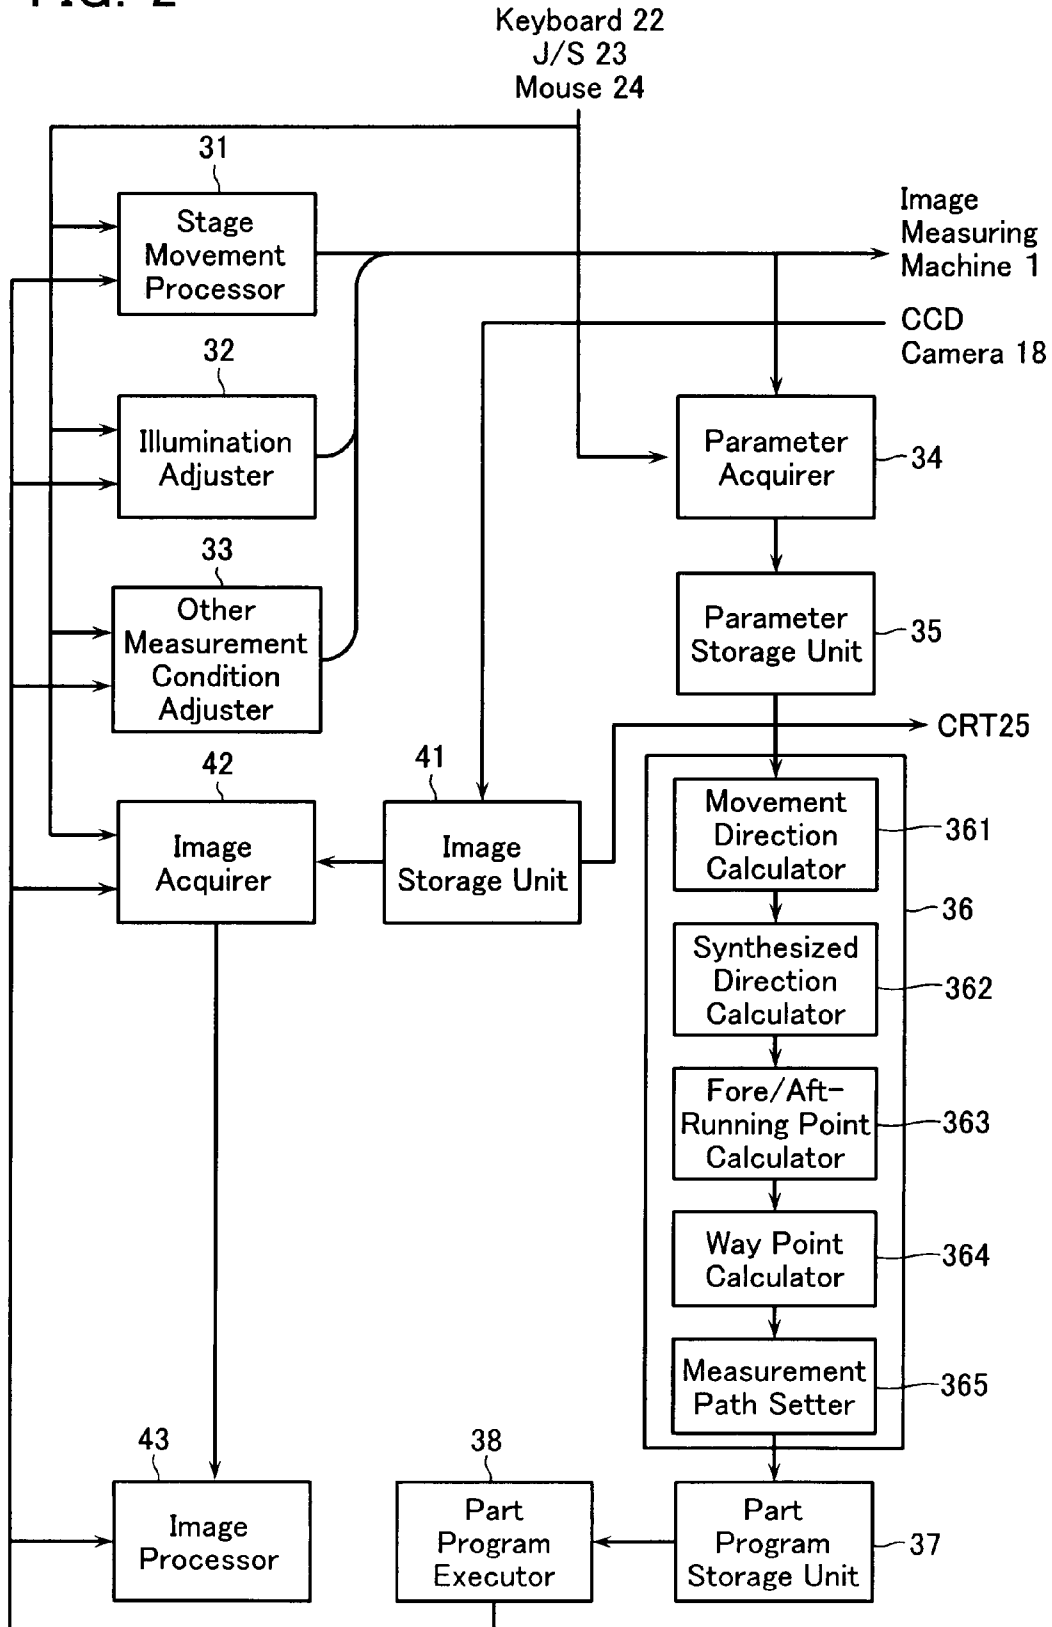 FIG. 2
Keyboard 22
J/S 23
Mouse 24
31
Stage
Movement
Processor
Image
Measuring
Machine 1
CCD
Camera 18
32
Illumination
Adjuster
Parameter
Acquirer
34
33
Other
Measurement
Condition
Adjuster
Parameter
Storage Unit
35
CRT25
42
Image
Acquirer
41
Image
Storage Unit
Movement
Direction
Calculator
361
36
Synthesized
Direction
Calculator
362
Fore/Aft-
Running Point
Calculator
363
Way Point
Calculator
364
Measurement
Path Setter
365
43
Image
Processor
38
Part
Program
Executor
Part
Program
Storage Unit
37